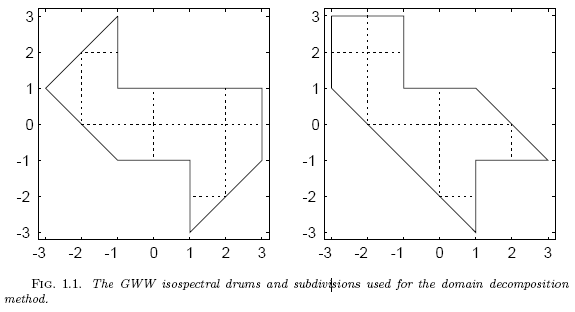 3 3
2 2
1 1
0 0
-1 -1
-2 -2
-3 -3
-3 -2 -1 0 1 2 3 -3 -2 -1 0 1 2 3
FIG. 1.1. The GWW isospectral drums and subdivisions used for the domain decomposition
method.